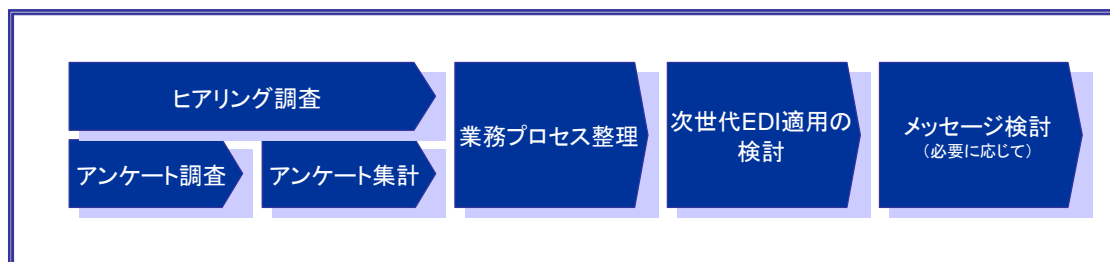 ヒアリング調査
アンケート調査
アンケート集計
業務プロセス整理
次世代EDI適用の
検討
メッセージ検討
（必要に応じて）